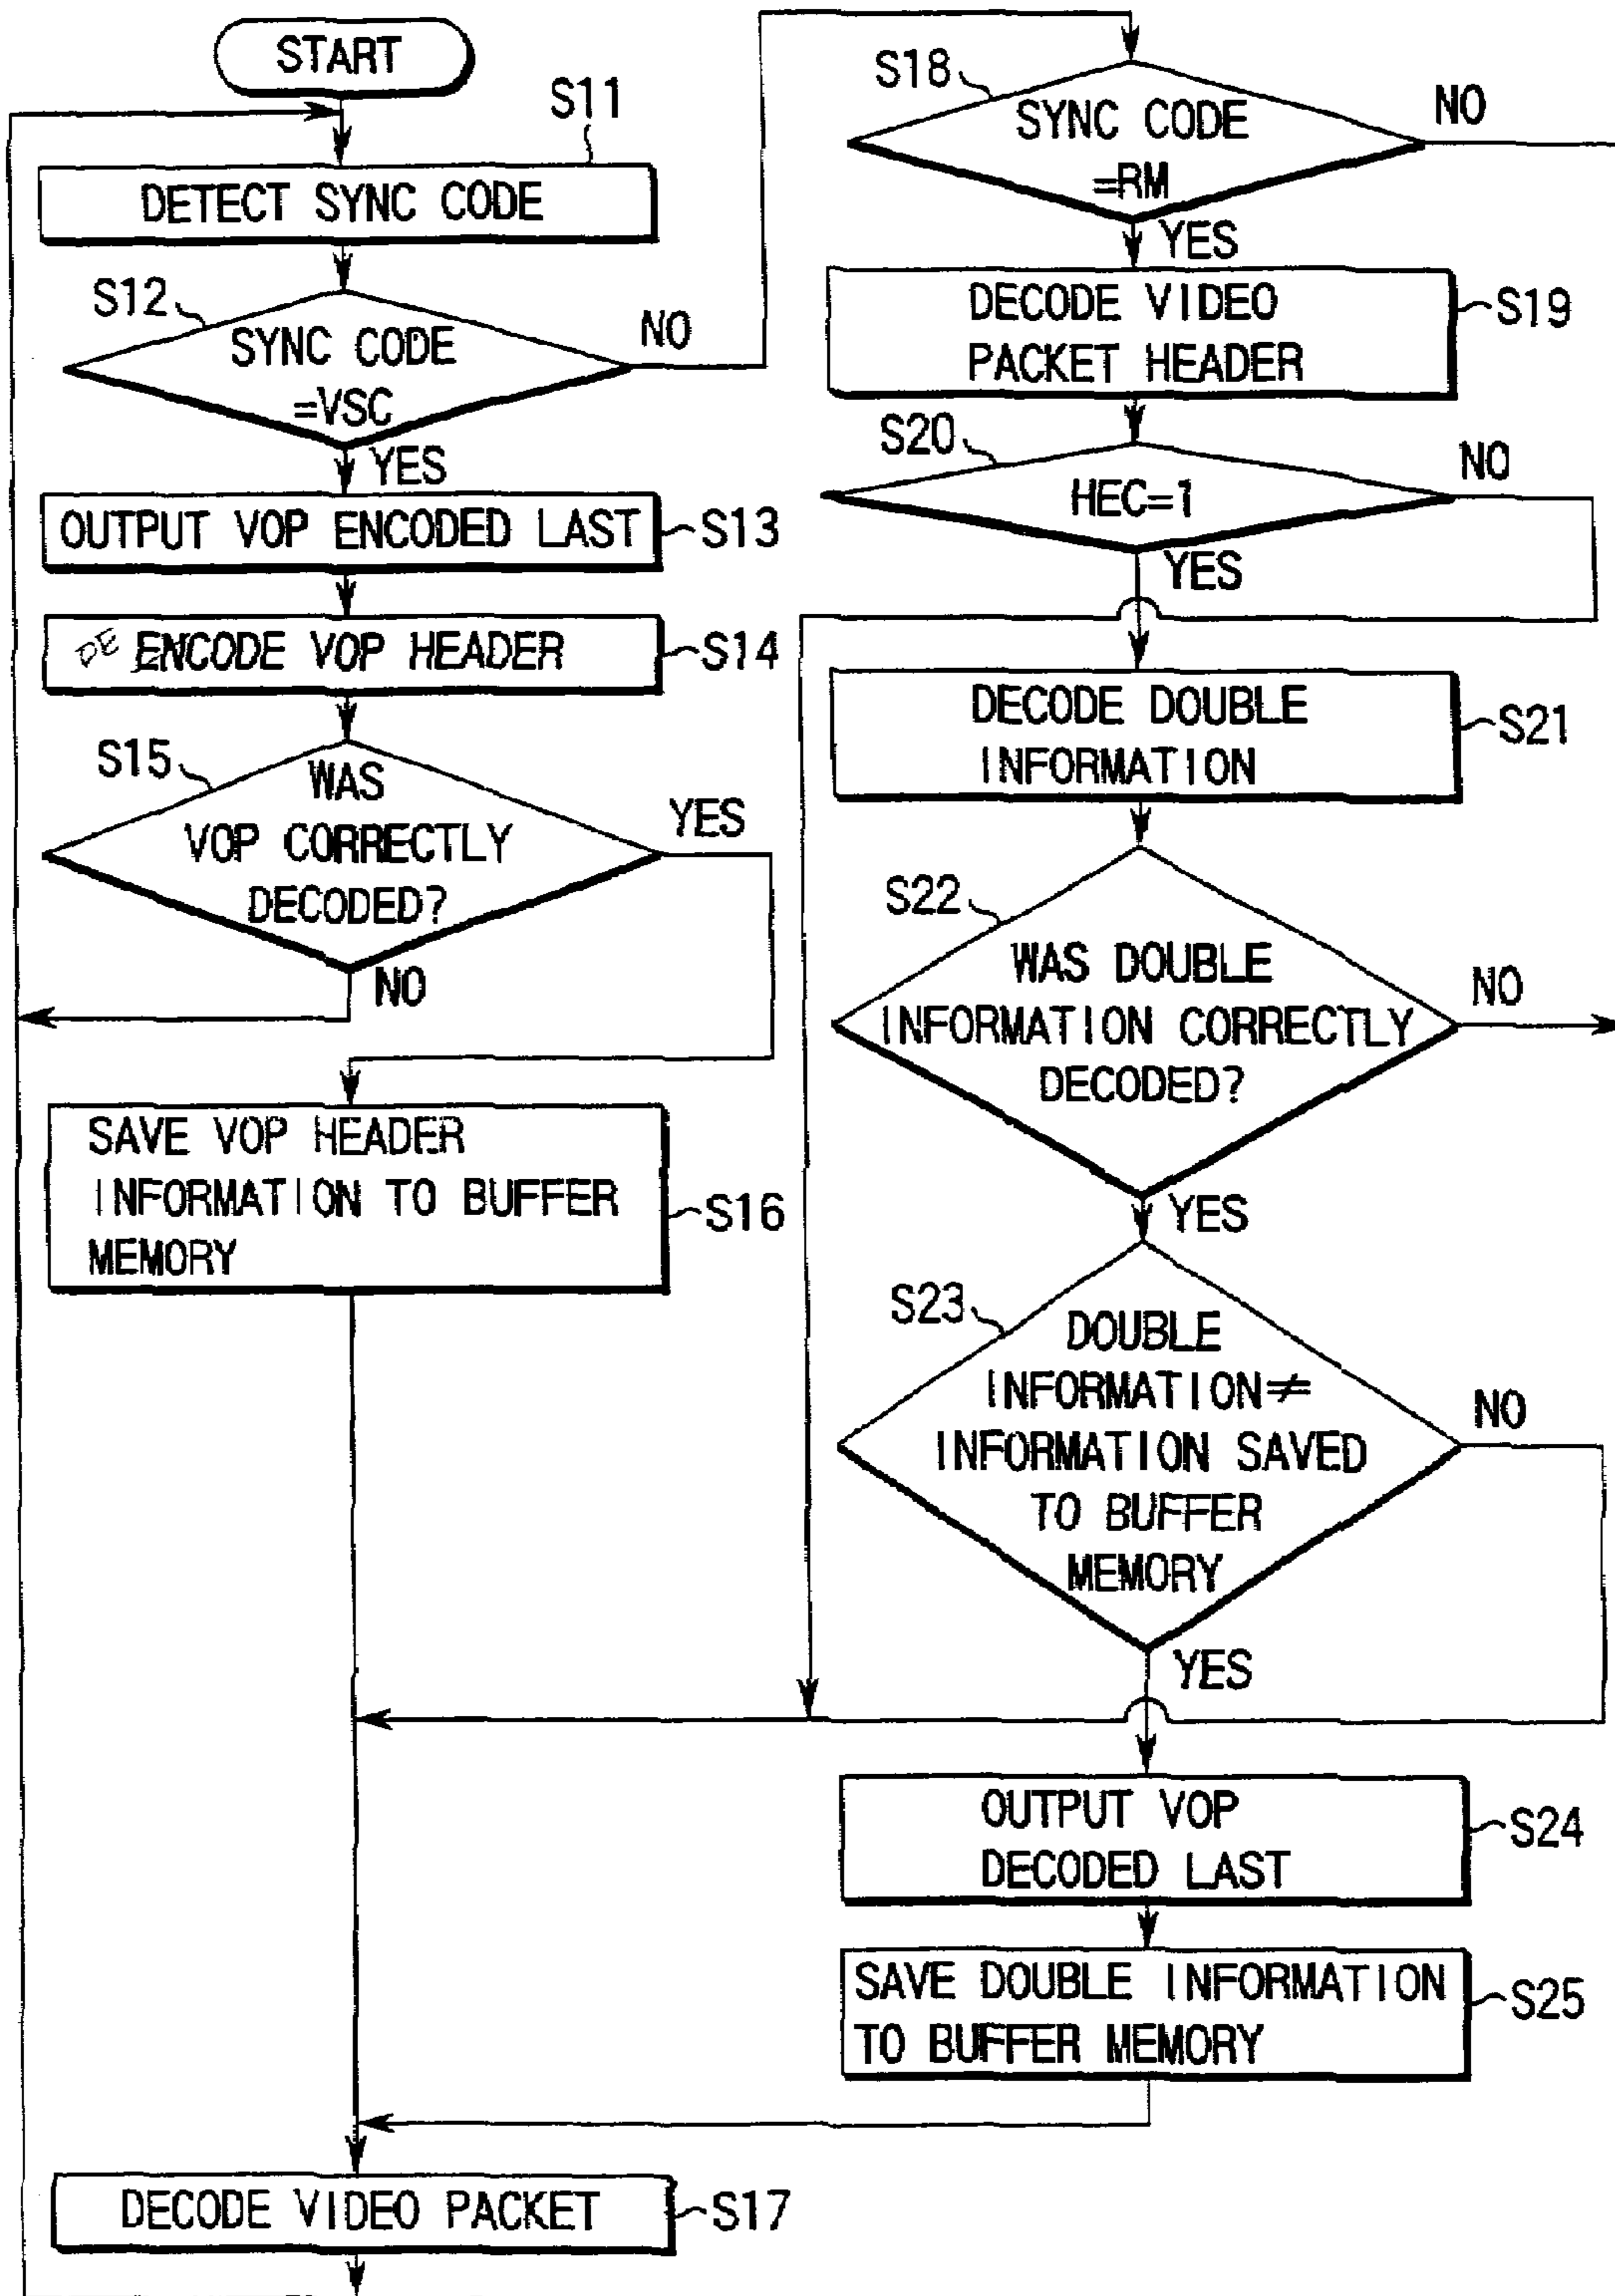 START
S11
DETECT SYNC CODE
S12
SYNC CODE
=VSC
NO
YES
OUTPUT VOP ENCODED LAST
S13
DE ENCODE VOP HEADER
S14
S15
WAS
VOP CORRECTLY
DECODED?
YES
NO
SAVE VOP HEADER
INFORMATION TO BUFFER
MEMORY
S16
DECODE VIDEO PACKET
S17
S18
SYNC CODE
=RM
NO
YES
DECODE VIDEO
PACKET HEADER
S19
S20
HEC=1
NO
YES
DECODE DOUBLE
INFORMATION
S21
S22
WAS DOUBLE
INFORMATION CORRECTLY
DECODED?
NO
YES
S23
DOUBLE
INFORMATION≠
INFORMATION SAVED
TO BUFFER
MEMORY
NO
YES
OUTPUT VOP
DECODED LAST
S24
SAVE DOUBLE INFORMATION
TO BUFFER MEMORY
S25